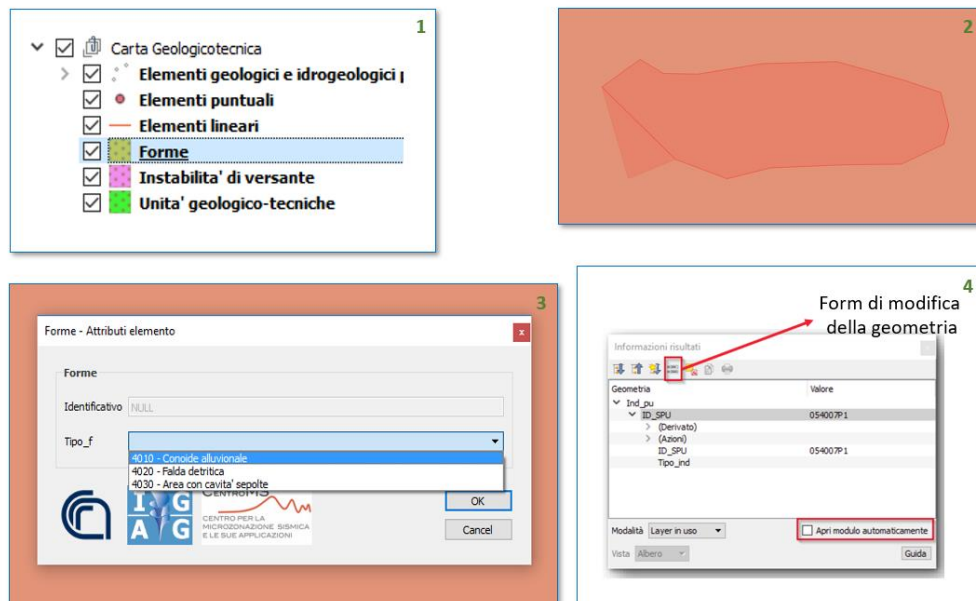 1
Carta Geologicotecnica
Elementi geologici e idrogeologici p
Elementi puntuali
Elementi lineari
Forme
Instabilita' di versante
Unita' geologico-tecniche
2
3
Forme - Attributi elemento
x
Forme
Identificativo NULL
Tipo_f
4010 - Conoide alluvionale
4020 - Falda detritica
4030 - Area con cavita' sepolte
I G
A G
CENTROMS
CENTRO PER LA
MICROZONAZIONE SISMICA
E LE SUE APPLICAZIONI
OK
Cancel
4
Form di modifica
della geometria
Informazioni risultati
Geometria Valore
Ind_pu
ID_SPU 054007P1
(Derivato)
(Azioni)
ID_SPU 054007P1
Tipo_ind
Modalità Layer in uso Apri modulo automaticamente
Vista Albero Guida